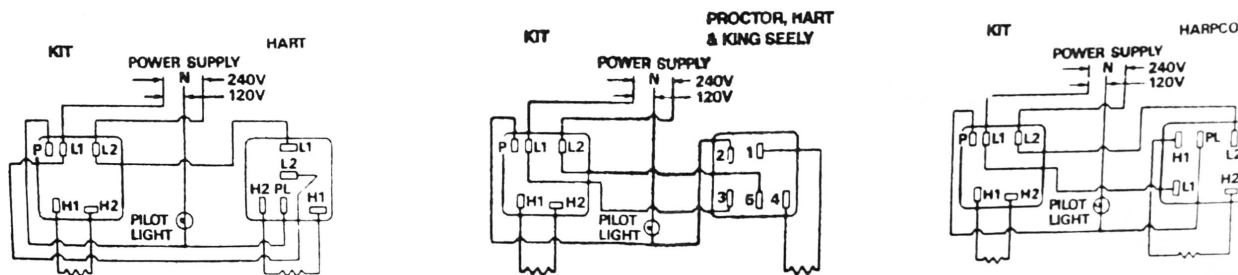 KIT
HART
POWER SUPPLY
N
240V
120V
P
L1
L2
L1
L2
H2
PL
H1
H1
H2
PILOT
LIGHT
KIT
PROCTOR, HART
& KING SEELY
POWER SUPPLY
N
240V
120V
P
L1
L2
2
1
3
5
4
H1
H2
PILOT
LIGHT
KIT
HARPCO
POWER SUPPLY
N
240V
120V
P
L1
L2
H1
PL
L2
L1
H2
H1
H2
PILOT
LIGHT